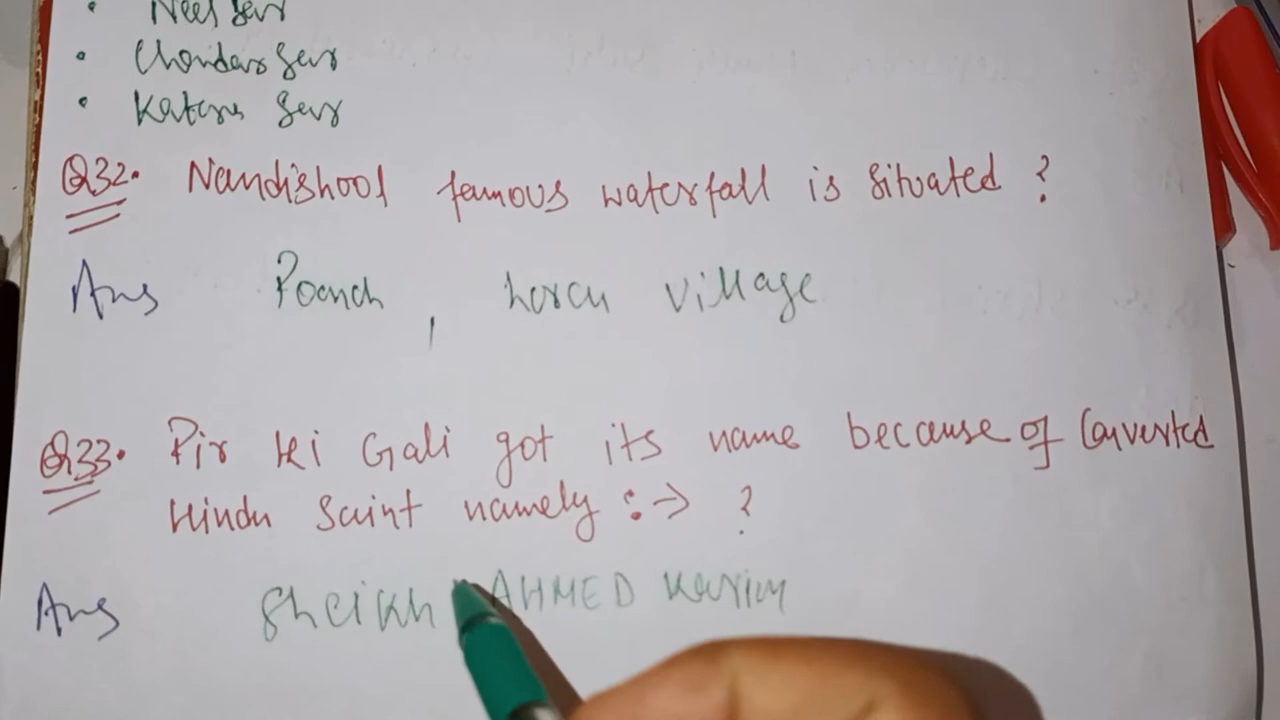 • Neel Sar
• Chandar Sar
• Katora Sar
Q32. Nandishool famous waterfall is situated ?
Ans Poonch , Loran village
Q33. Pir Ki Gali got its name because of Converted
Hindu Saint namely :-> ?
Ans Sheikh AHMED Karim